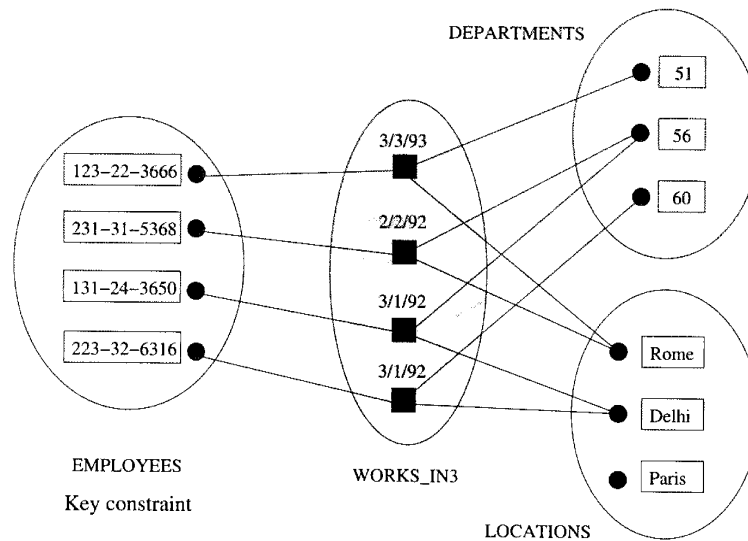 DEPARTMENTS
51
56
60
3/3/93
123-22-3666
2/2/92
231-31-5368
131-24-3650
3/1/92
223-32-6316
3/1/92
Rome
Delhi
Paris
EMPLOYEES
WORKS_IN3
Key constraint
LOCATIONS